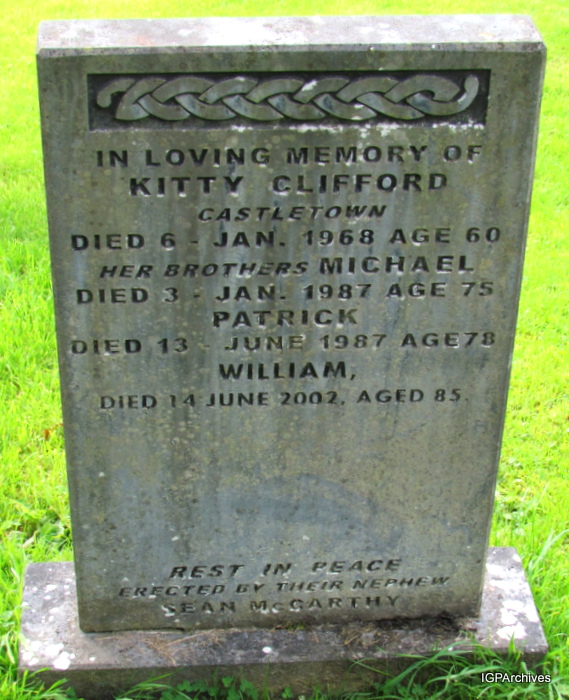 IN LOVING MEMORY OF
KITTY CLIFFORD
CASTLETOWN
DIED 6 - JAN. 1968 AGE 60
HER BROTHERS MICHAEL
DIED 3 - JAN. 1987 AGE 75
PATRICK
DIED 13 - JUNE 1987 AGE78
WILLIAM,
DIED 14 JUNE 2002, AGED 85.
REST IN PEACE
ERECTED BY THEIR NEPHEW
SEAN McCARTHY
IGPArchives